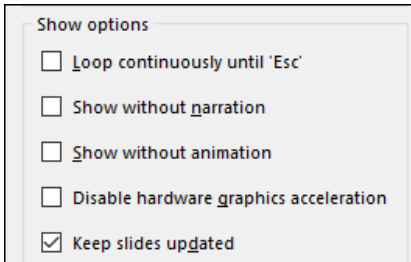 Show options
Loop continuously until 'Esc'
Show without narration
Show without animation
Disable hardware graphics acceleration
Keep slides updated